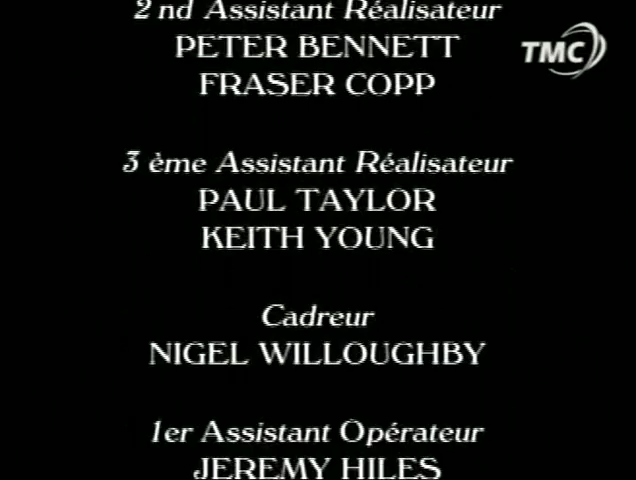 2 nd Assistant Réalisateur
PETER BENNETT
TMC
FRASER COPP
3 ème Assistant Réalisateur
PAUL TAYLOR
KEITH YOUNG
Cadreur
NIGEL WILLOUGHBY
1er Assistant Opérateur
JEREMY HILES